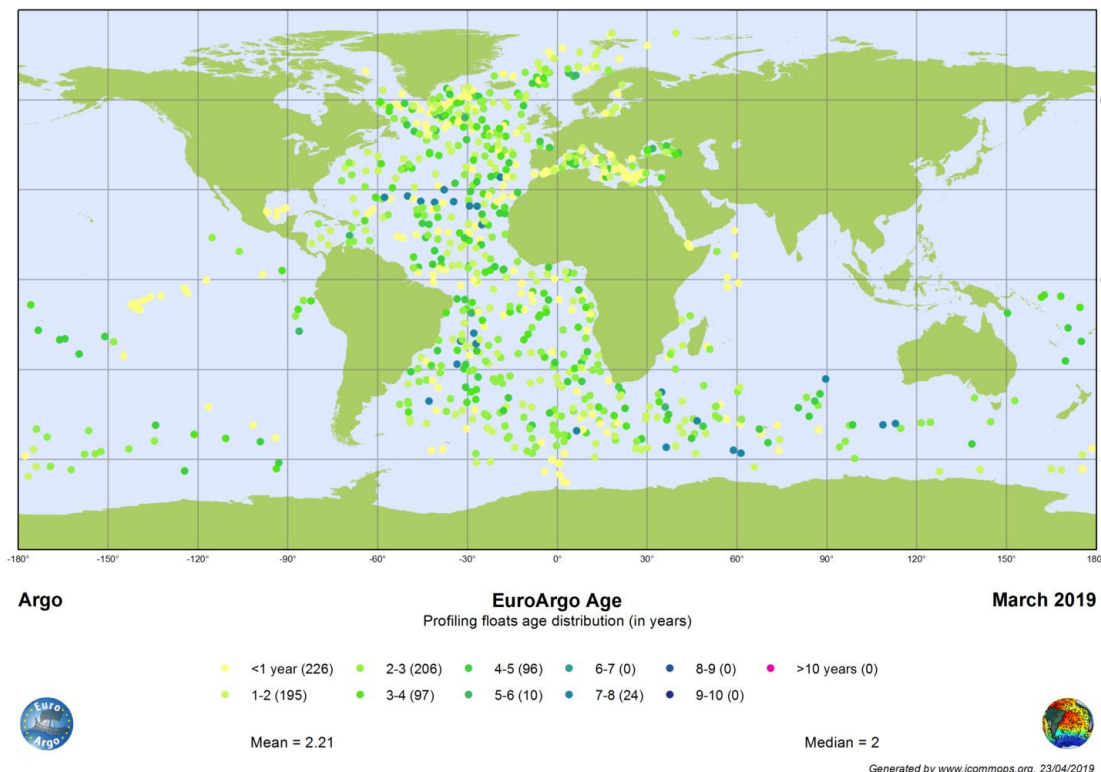 -180° -150° -120° -90° -60° -30° 0° 30° 60° 90° 120° 150° 180
Argo EuroArgo Age March 2019
Profiling floats age distribution (in years)
<1 year (226) 2-3 (206) 4-5 (96) 6-7 (0) 8-9 (0) >10 years (0)
1-2 (195) 3-4 (97) 5-6 (10) 7-8 (24) 9-10 (0)
Euro
Argo
Mean = 2.21 Median = 2
Generated by www.jcommops.org, 23/04/2019